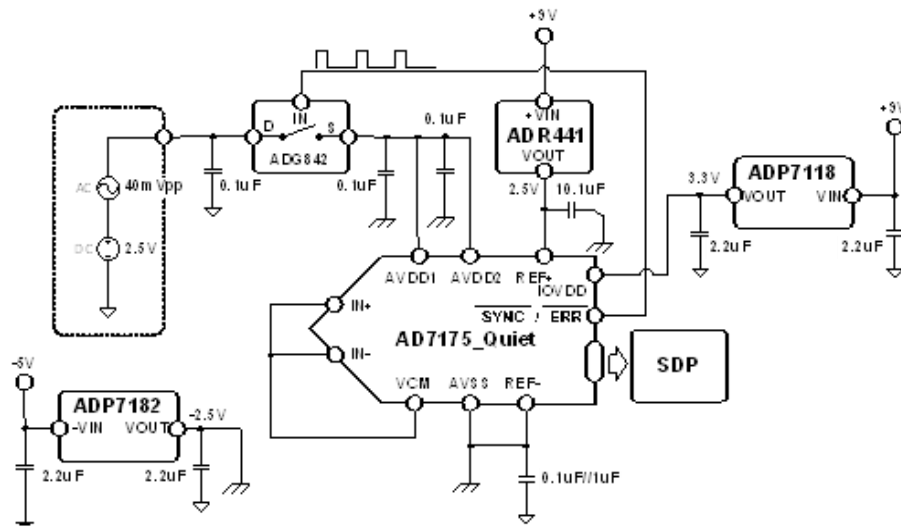 +9V
IN
D
S
ADG842
0.1uF
0.1uF
0.1uF
+VIN
ADR441
VOUT
2.5V
10.1uF
+9V
ADP7118
3.3V
VOUT
VIN
2.2uF
2.2uF
AC
40m Vpp
DC
2.5V
AVDD1
AVDD2
REF+
IOVDD
IN+
SYNC / ERR
AD7175_Quiet
IN-
SDP
VCM
AVSS
REF-
-5V
ADP7182
-VIN
VOUT
-2.5V
2.2uF
2.2uF
0.1uF//1uF